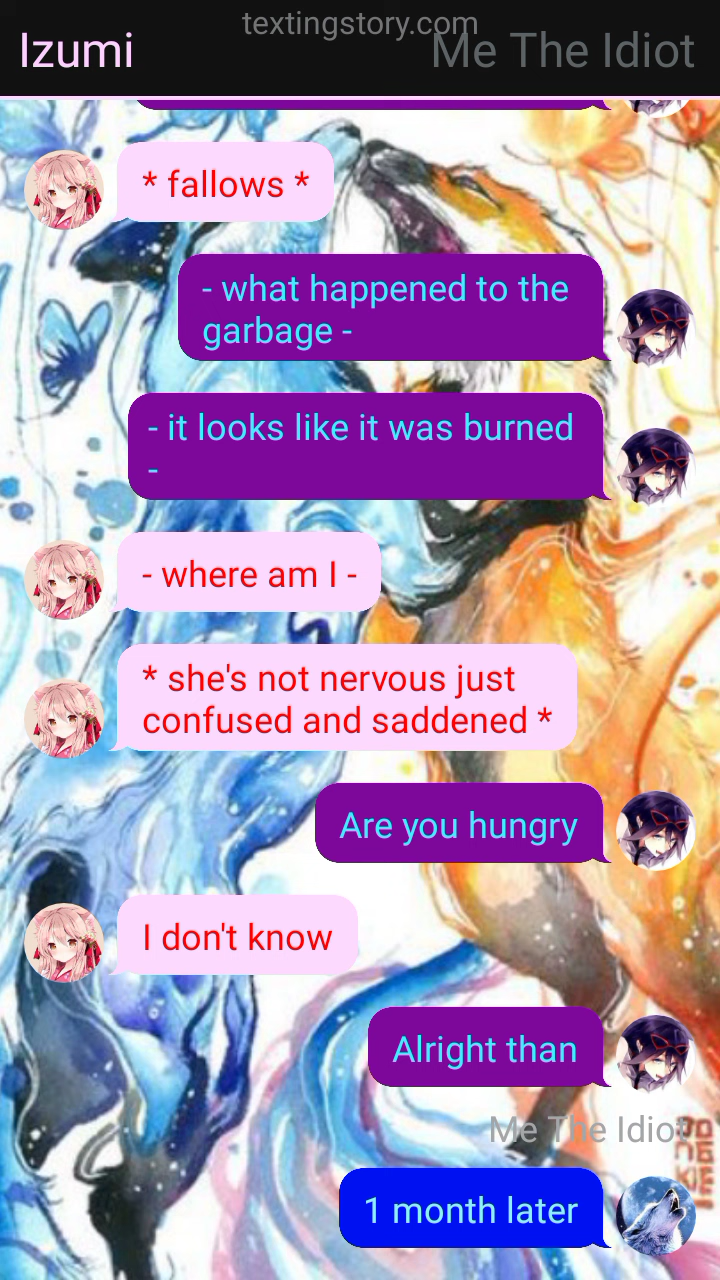 textingstory.com
Izumi
Me The Idiot
* fallows *
- what happened to the
garbage -
- it looks like it was burned
-
- where am I -
* she's not nervous just
confused and saddened *
Are you hungry
I don't know
Alright than
Me The Idiot
1 month later